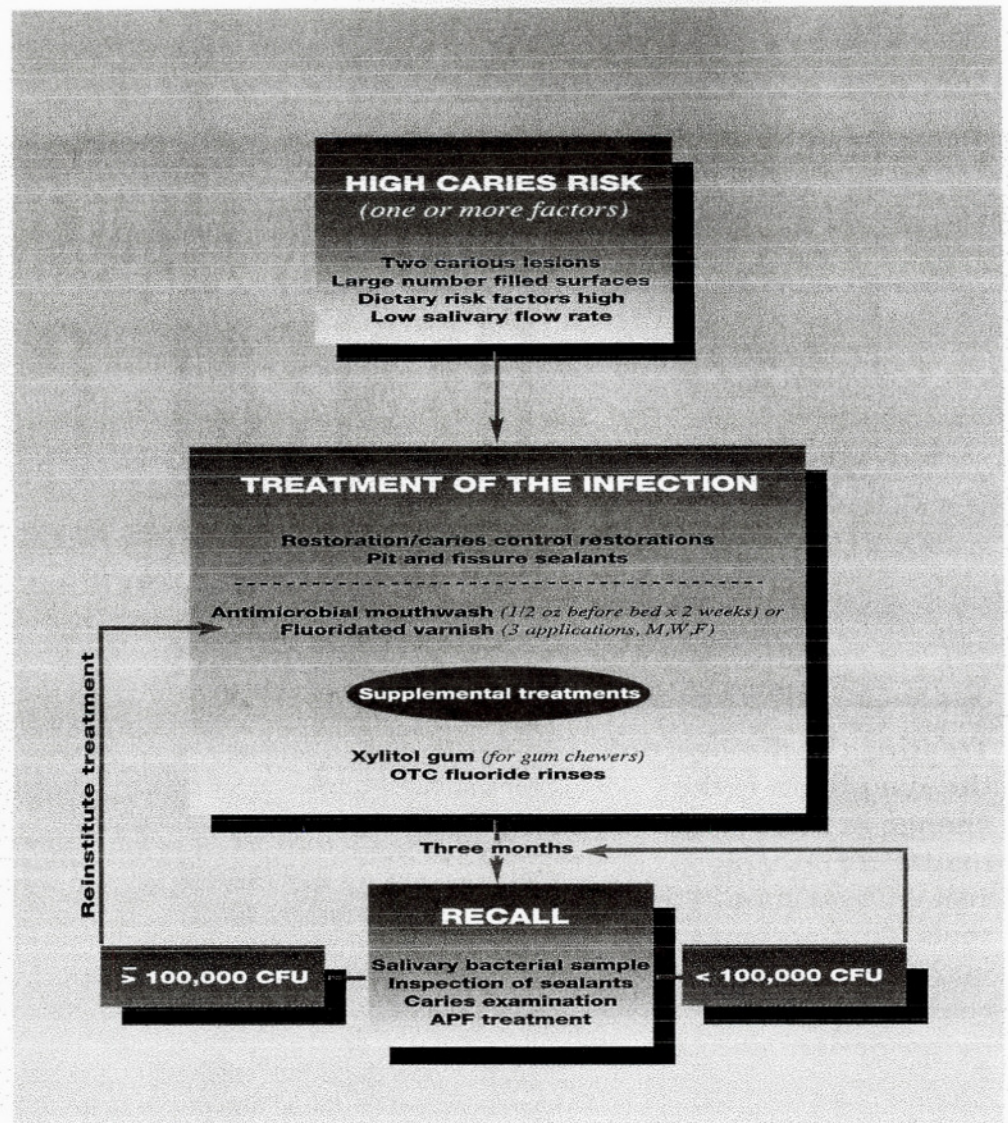 HIGH CARIES RISK
(one or more factors)
Two carious lesions
Large number filled surfaces
Dietary risk factors high
Low salivary flow rate
TREATMENT OF THE INFECTION
Restoration/caries control restorations
Pit and fissure sealants
Antimicrobial mouthwash (1/2 oz before bed x 2 weeks) or
Fluoridated varnish (3 applications, M,W,F)
Supplemental treatments
Xylitol gum (for gum chewers)
OTC fluoride rinses
Reinstitute treatment
Three months
RECALL
Salivary bacterial sample
Inspection of sealants
Caries examination
APF treatment
≥ 100,000 CFU
< 100,000 CFU